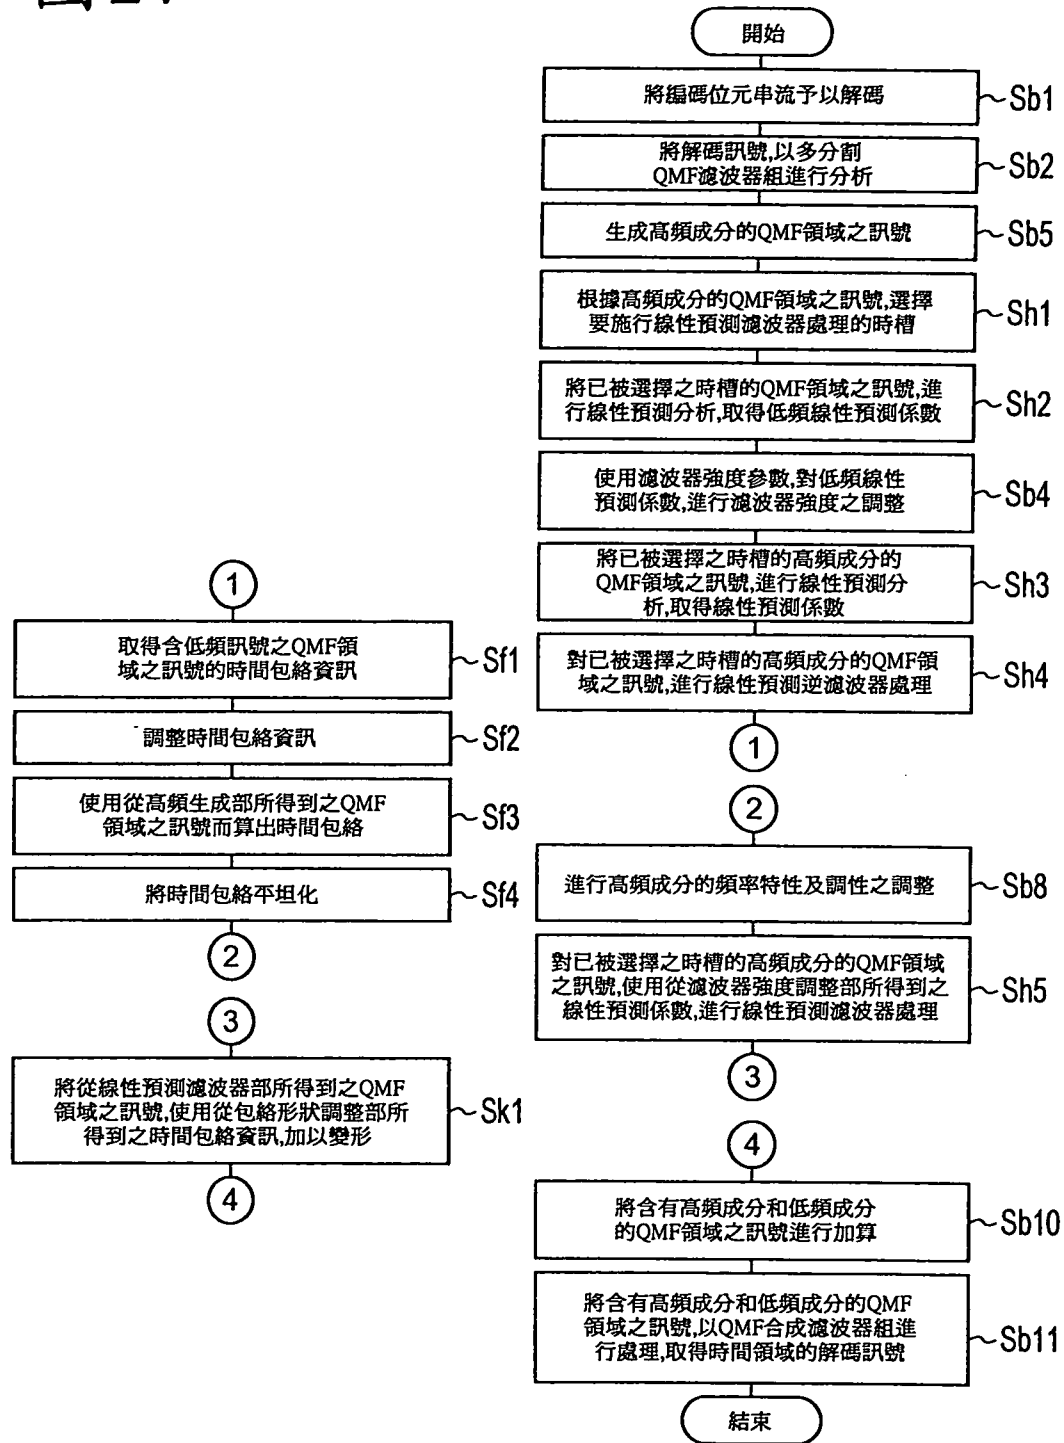 開始
將編碼位元串流予以解碼
Sb1
將解碼訊號,以多分割
QMF濾波器組進行分析
Sb2
生成高頻成分的QMF領域之訊號
Sb5
根據高頻成分的QMF領域之訊號,選擇
要施行線性預測濾波器處理的時槽
Sh1
將已被選擇之時槽的QMF領域之訊號,進
行線性預測分析,取得低頻線性預測係數
Sh2
使用濾波器強度參數,對低頻線性
預測係數,進行濾波器強度之調整
Sb4
將已被選擇之時槽的高頻成分的
QMF領域之訊號,進行線性預測分
析,取得線性預測係數
Sh3
對已被選擇之時槽的高頻成分的QMF領
域之訊號,進行線性預測逆濾波器處理
Sh4
1
1
取得含低頻訊號之QMF領
域之訊號的時間包絡資訊
Sf1
調整時間包絡資訊
Sf2
使用從高頻生成部所得到之QMF
領域之訊號而算出時間包絡
Sf3
將時間包絡平坦化
Sf4
2
2
進行高頻成分的頻率特性及調性之調整
Sb8
對已被選擇之時槽的高頻成分的QMF領域
之訊號,使用從濾波器強度調整部所得到之
線性預測係數,進行線性預測濾波器處理
Sh5
3
3
將從線性預測濾波器部所得到之QMF
領域之訊號,使用從包絡形狀調整部所
得到之時間包絡資訊,加以變形
Sk1
4
4
將含有高頻成分和低頻成分
的QMF領域之訊號進行加算
Sb10
將含有高頻成分和低頻成分的QMF
領域之訊號,以QMF合成濾波器組進
行處理,取得時間領域的解碼訊號
Sb11
結束